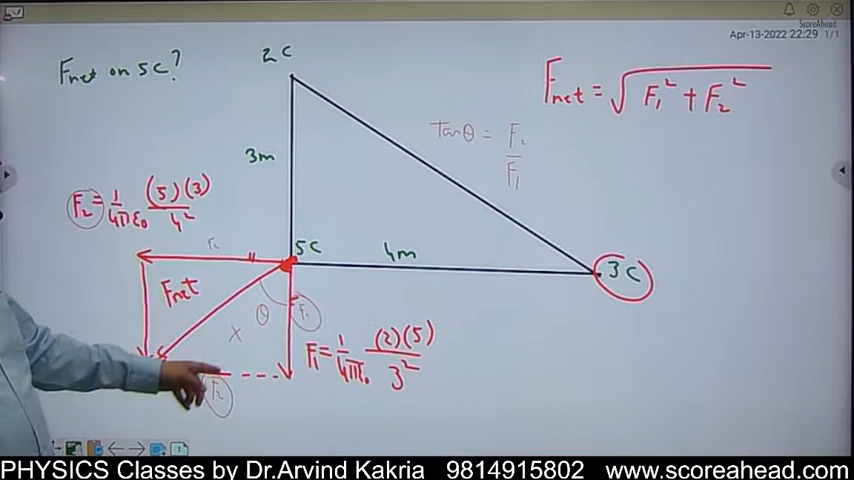 ScoreAhead
Apr-13-2022 22:29 1/1
Fnet on 5C?
2C
Fnet = √F₁² + F₂²
Tanθ = F₂/F₁
3m
F₂ = 1/4πε₀ (5)(3)/4²
5C
4m
3C
Fnet
θ
F₁
X
F₁ = 1/4πε₀ (2)(5)/3²
F₂
1
PHYSICS Classes by Dr.Arvind Kakria 9814915802 www.scoreahead.com